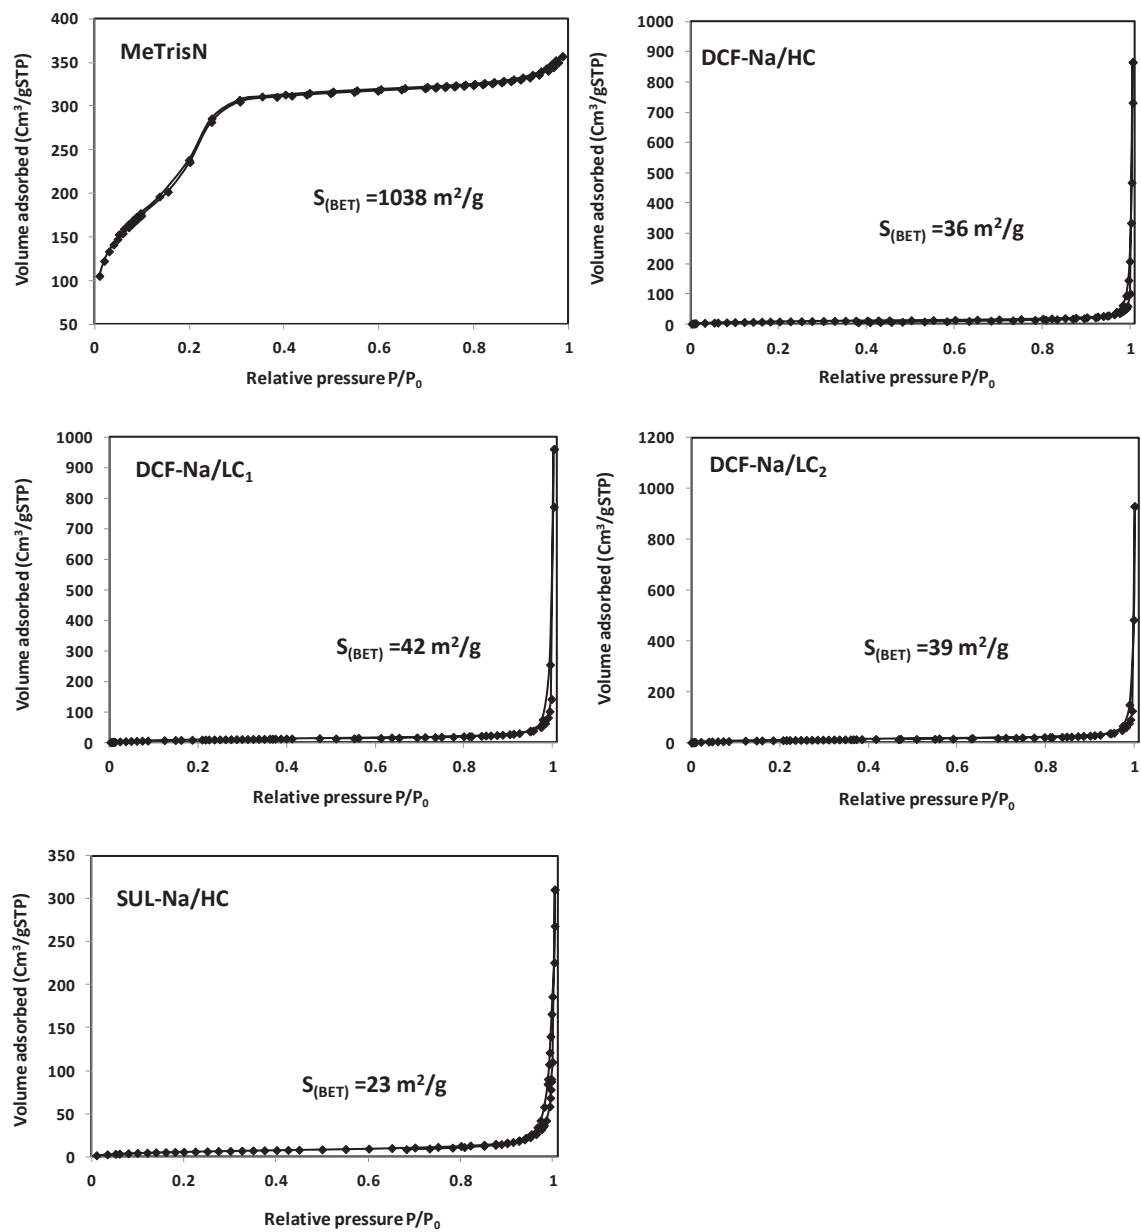 MeTrisN
400
350
300
250
200
150
100
50
Volume adsorbed (Cm³/gSTP)
S(BET) =1038 m²/g
0 0.2 0.4 0.6 0.8 1
Relative pressure P/P₀
DCF-Na/HC
1000
900
800
700
600
500
400
300
200
100
0
Volume adsorbed (Cm³/gSTP)
S(BET) =36 m²/g
0 0.2 0.4 0.6 0.8 1
Relative pressure P/P₀
DCF-Na/LC₁
1000
900
800
700
600
500
400
300
200
100
0
Volume adsorbed (Cm³/gSTP)
S(BET) =42 m²/g
0 0.2 0.4 0.6 0.8 1
Relative pressure P/P₀
DCF-Na/LC₂
1200
1000
800
600
400
200
0
Volume adsorbed (Cm³/gSTP)
S(BET) =39 m²/g
0 0.2 0.4 0.6 0.8 1
Relative pressure P/P₀
SUL-Na/HC
350
300
250
200
150
100
50
0
Volume adsorbed (Cm³/gSTP)
S(BET) =23 m²/g
0 0.2 0.4 0.6 0.8 1
Relative pressure P/P₀